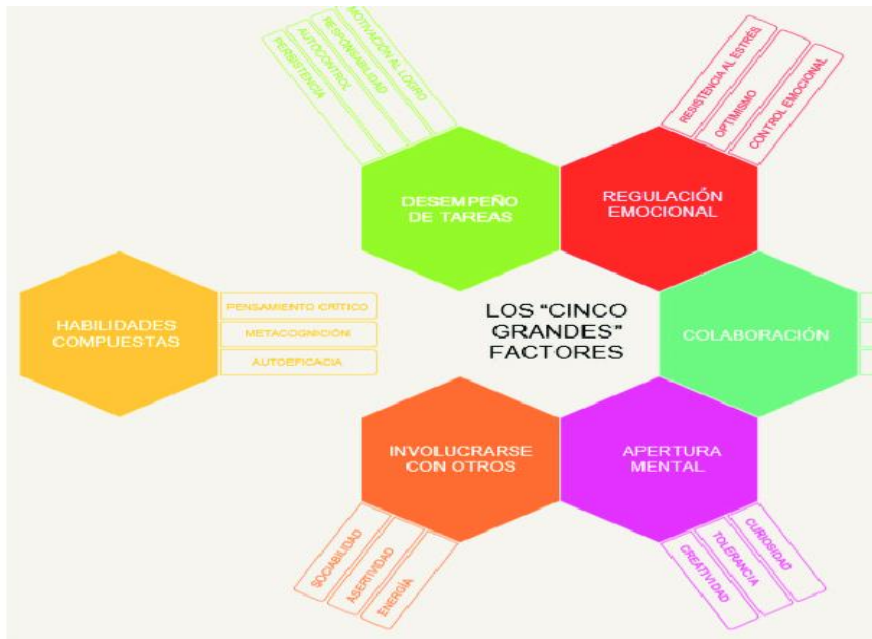 MOTIVACIÓN AL LOGRO
RESPONSABILIDAD
AUTOCONTROL
PERSISTENCIA
RESISTENCIA AL ESTRÉS
OPTIMISMO
CONTROL EMOCIONAL
DESEMPEÑO
DE TAREAS
REGULACIÓN
EMOCIONAL
HABILIDADES
COMPUESTAS
PENSAMIENTO CRÍTICO
METACOGNICIÓN
AUTOEFICACIA
LOS “CINCO
GRANDES”
FACTORES
COLABORACIÓN
INVOLUCRARSE
CON OTROS
APERTURA
MENTAL
SOCIABILIDAD
ASERTIVIDAD
ENERGÍA
CURIOSIDAD
TOLERANCIA
CREATIVIDAD